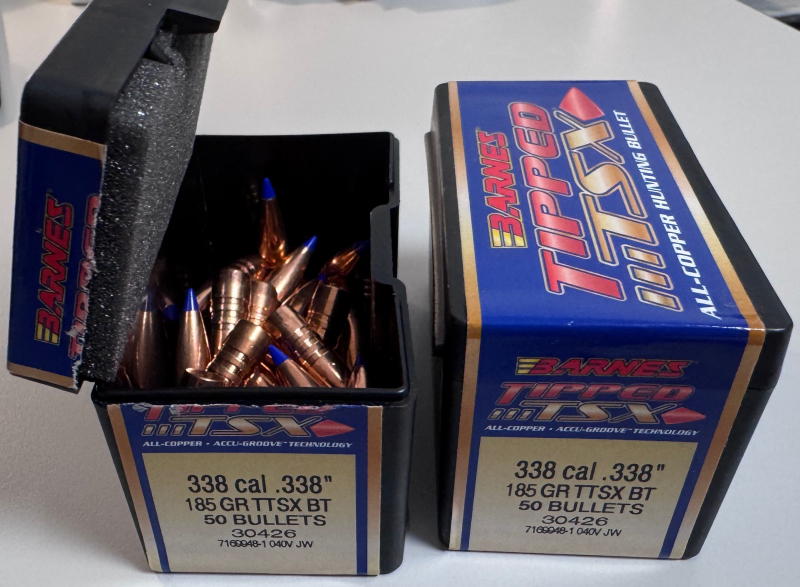 BARNES
TIPPED
TSX
ALL-COPPER • ACCU-GROOVE™ TECHNOLOGY
338 cal .338"
185 GR TTSX BT
50 BULLETS
30426
7169948-1 040V JW
BARNES
TIPPED
TSX
ALL-COPPER HUNTING BULLET
BARNES
TIPPED
TSX
ALL-COPPER • ACCU-GROOVE™ TECHNOLOGY
338 cal .338"
185 GR TTSX BT
50 BULLETS
30426
7169948-1 040V JW